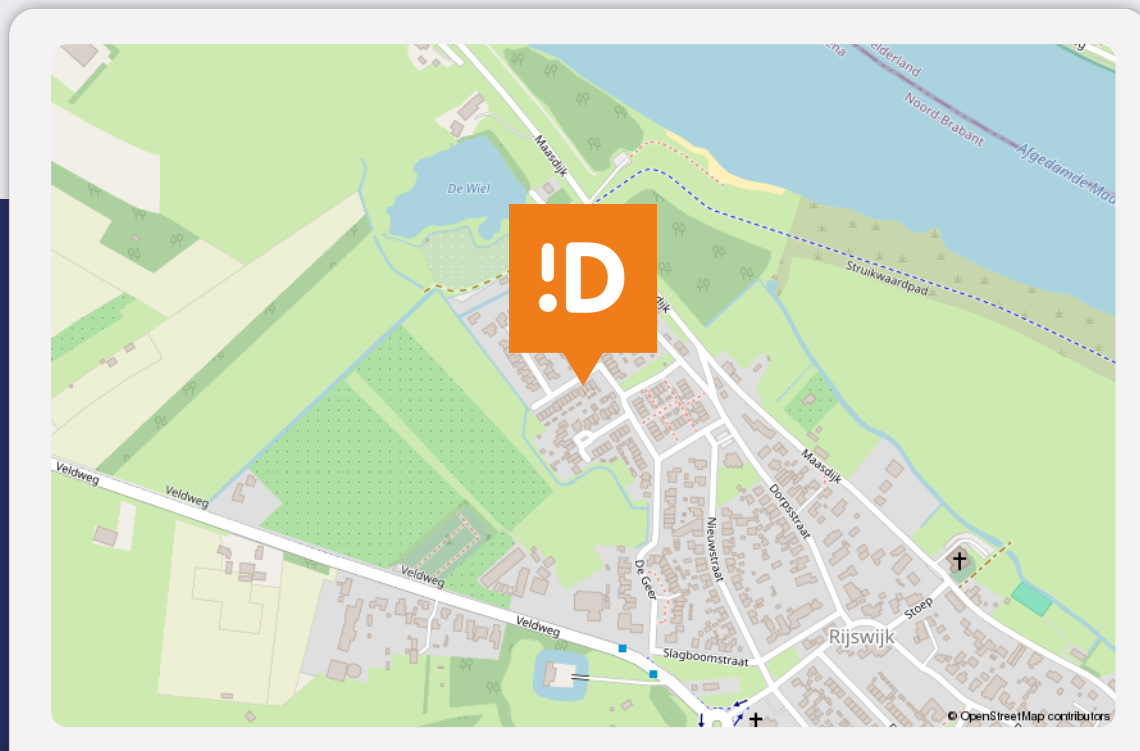 elderland
Noord-Brabant
Afgedamde Maa
Maasdijk
De Wiel
Struikwaardpad
!D
dijk
Veldweg
Veldweg
Maasdijk
Dorpsstraat
Nieuwstraat
De Geer
Veldweg
Veldweg
Stoep
Rijswijk
Slagboomstraat
© OpenStreetMap contributors